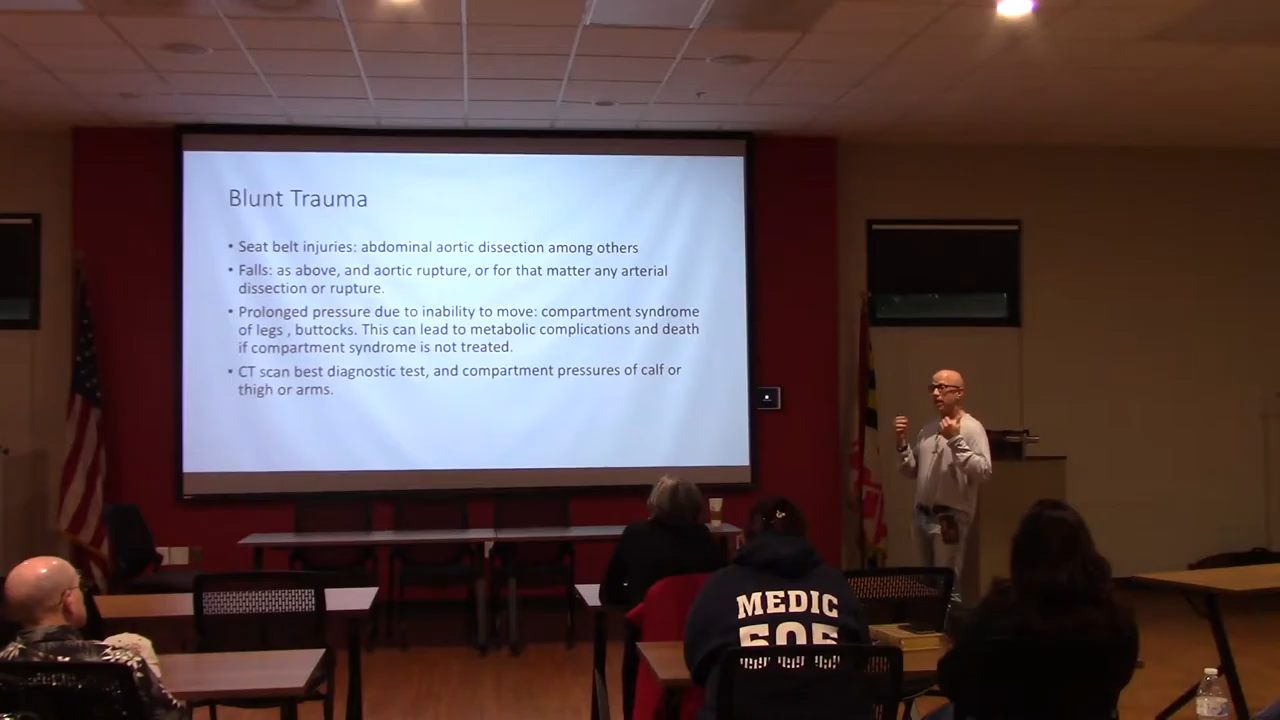 Blunt Trauma
• Seat belt injuries: abdominal aortic dissection among others
• Falls: as above, and aortic rupture, or for that matter any arterial
dissection or rupture.
• Prolonged pressure due to inability to move: compartment syndrome
of legs , buttocks. This can lead to metabolic complications and death
if compartment syndrome is not treated.
• CT scan best diagnostic test, and compartment pressures of calf or
thigh or arms.
MEDIC
505